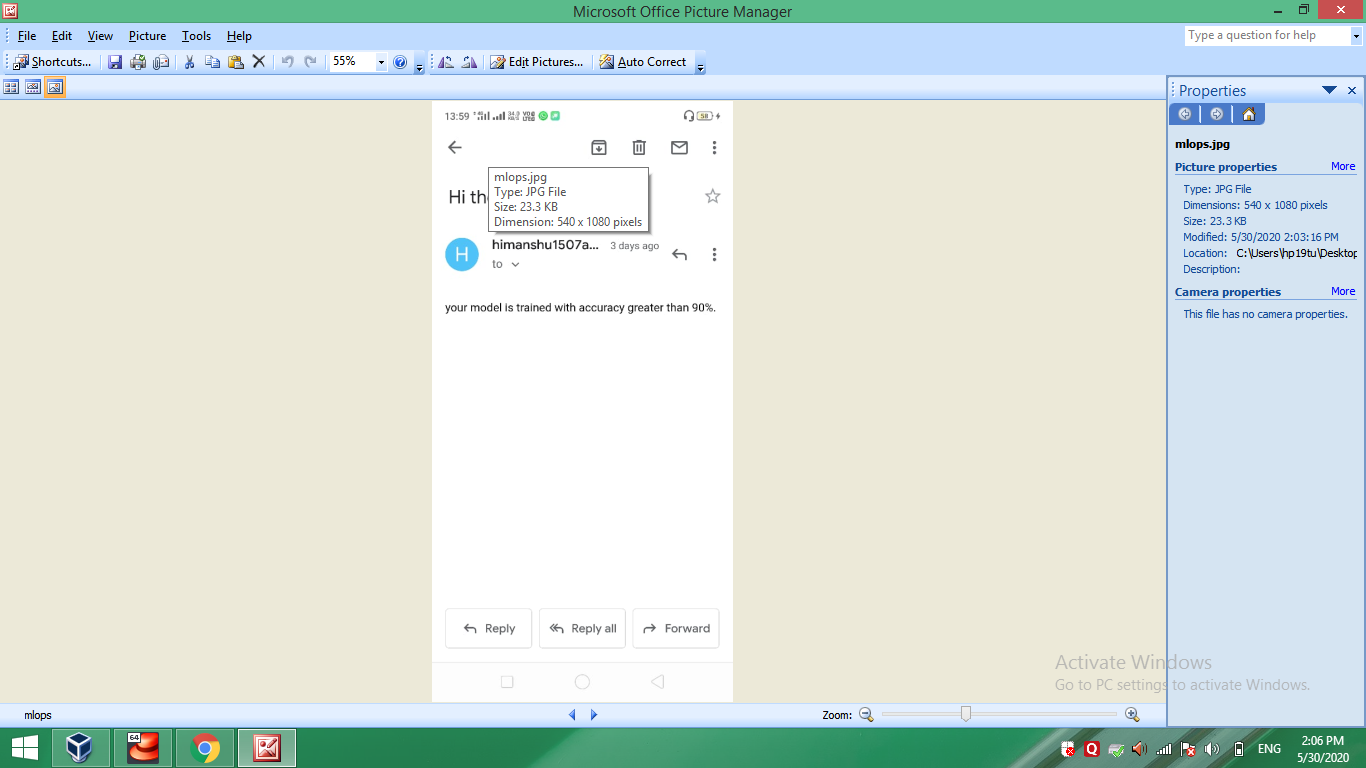 Microsoft Office Picture Manager
File Edit View Picture Tools Help
Type a question for help
Shortcuts... 55% Edit Pictures... Auto Correct
Properties
mlops.jpg
Picture properties More
Type: JPG File
Dimensions: 540 x 1080 pixels
Size: 23.3 KB
Modified: 5/30/2020 2:03:16 PM
Location: C:\Users\hp19tu\Desktop
Description:
Camera properties More
This file has no camera properties.
13:59 58
Hi
mlops.jpg
Type: JPG File
Size: 23.3 KB
Dimension: 540 x 1080 pixels
H
himanshu1507a... 3 days ago
to
your model is trained with accuracy greater than 90%.
Reply Reply all Forward
Activate Windows
Go to PC settings to activate Windows.
mlops
Zoom:
64
ENG
2:06 PM
5/30/2020